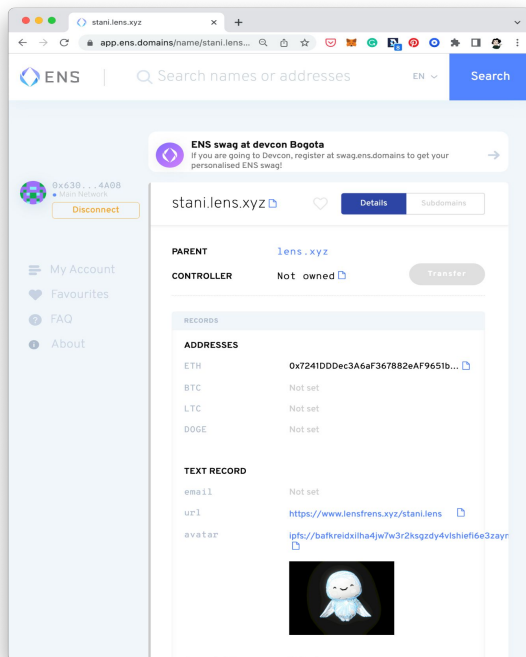 stani.lens.xyz
app.ens.domains/name/stani.lens...
ENS
Search names or addresses
EN
Search
ENS swag at devcon Bogota
If you are going to Devcon, register at swag.ens.domains to get your
personalised ENS swag!
0x630...4A08
Main Network
Disconnect
My Account
Favourites
FAQ
About
stani.lens.xyz
Details
Subdomains
PARENT
lens.xyz
CONTROLLER
Not owned
Transfer
RECORDS
ADDRESSES
ETH
0x7241DDDec3A6aF367882eAF9651b...
BTC
Not set
LTC
Not set
DOGE
Not set
TEXT RECORD
email
Not set
url
https://www.lensfrens.xyz/stani.lens
avatar
ipfs://bafkreidxilha4jw7w3r2ksgzdy4vlshiefi6e3zayr